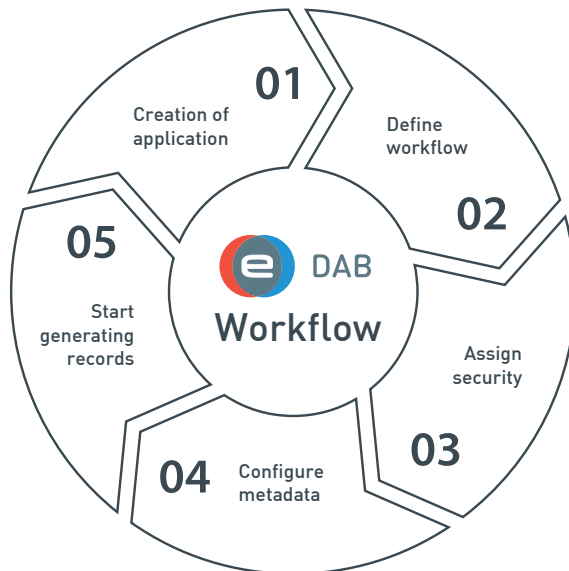 01
Creation of
application
Define
workflow
02
Assign
security
03
04
Configure
metadata
05
Start
generating
records
e DAB
Workflow